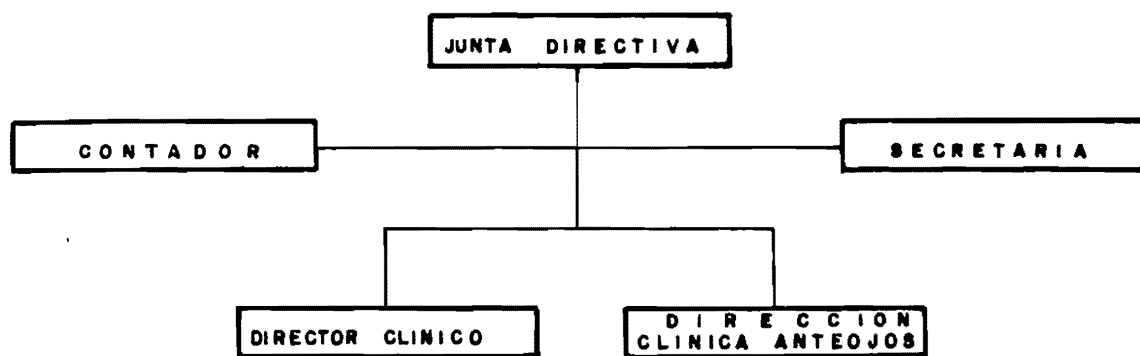 JUNTA DIRECTIVA
CONTADOR
SECRETARIA
DIRECTOR CLINICO
DIRECCION
CLINICA ANTEOJOS